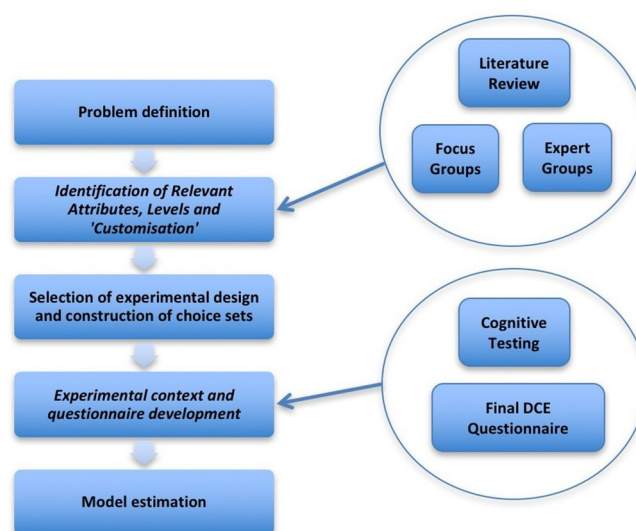 Problem definition
Identification of Relevant
Attributes, Levels and
'Customisation'
Selection of experimental design
and construction of choice sets
Experimental context and
questionnaire development
Model estimation
Literature
Review
Focus
Groups
Expert
Groups
Cognitive
Testing
Final DCE
Questionnaire